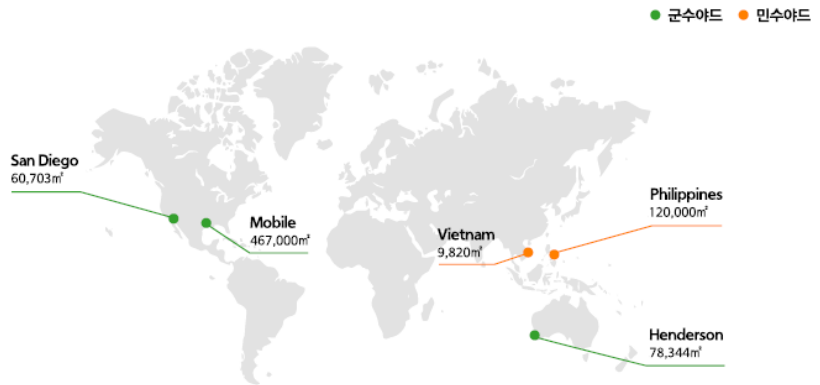 군수야드 민수야드
San Diego
60,703㎡
Mobile
467,000㎡
Vietnam
9,820㎡
Philippines
120,000㎡
Henderson
78,344㎡